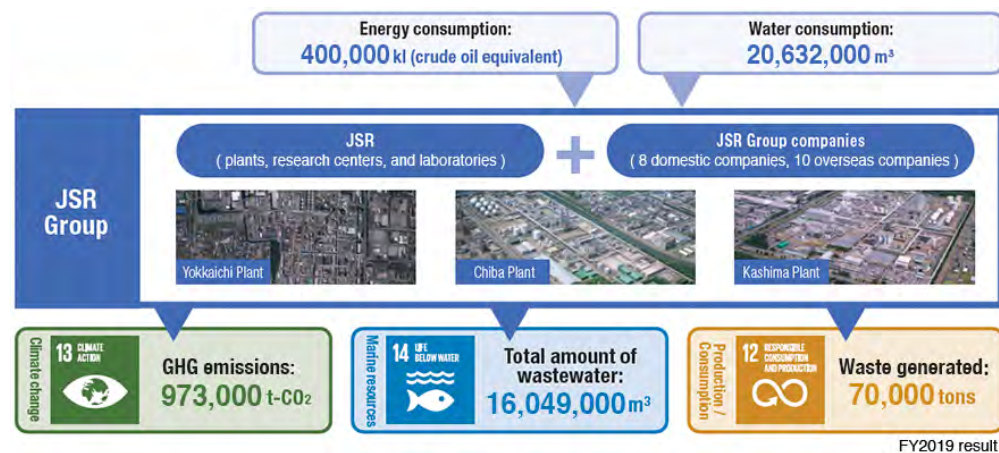 Energy consumption:
400,000 kl (crude oil equivalent)
Water consumption:
20,632,000 m³
JSR
Group
JSR
( plants, research centers, and laboratories )
+
JSR Group companies
( 8 domestic companies, 10 overseas companies )
Yokkaichi Plant
Chiba Plant
Kashima Plant
Climate change
13 CLIMATE
ACTION
GHG emissions:
973,000 t-CO₂
Marine resources
14 LIFE
BELOW WATER
Total amount of
wastewater:
16,049,000 m³
Production /
Consumption
12 RESPONSIBLE
CONSUMPTION
AND PRODUCTION
Waste generated:
70,000 tons
FY2019 result